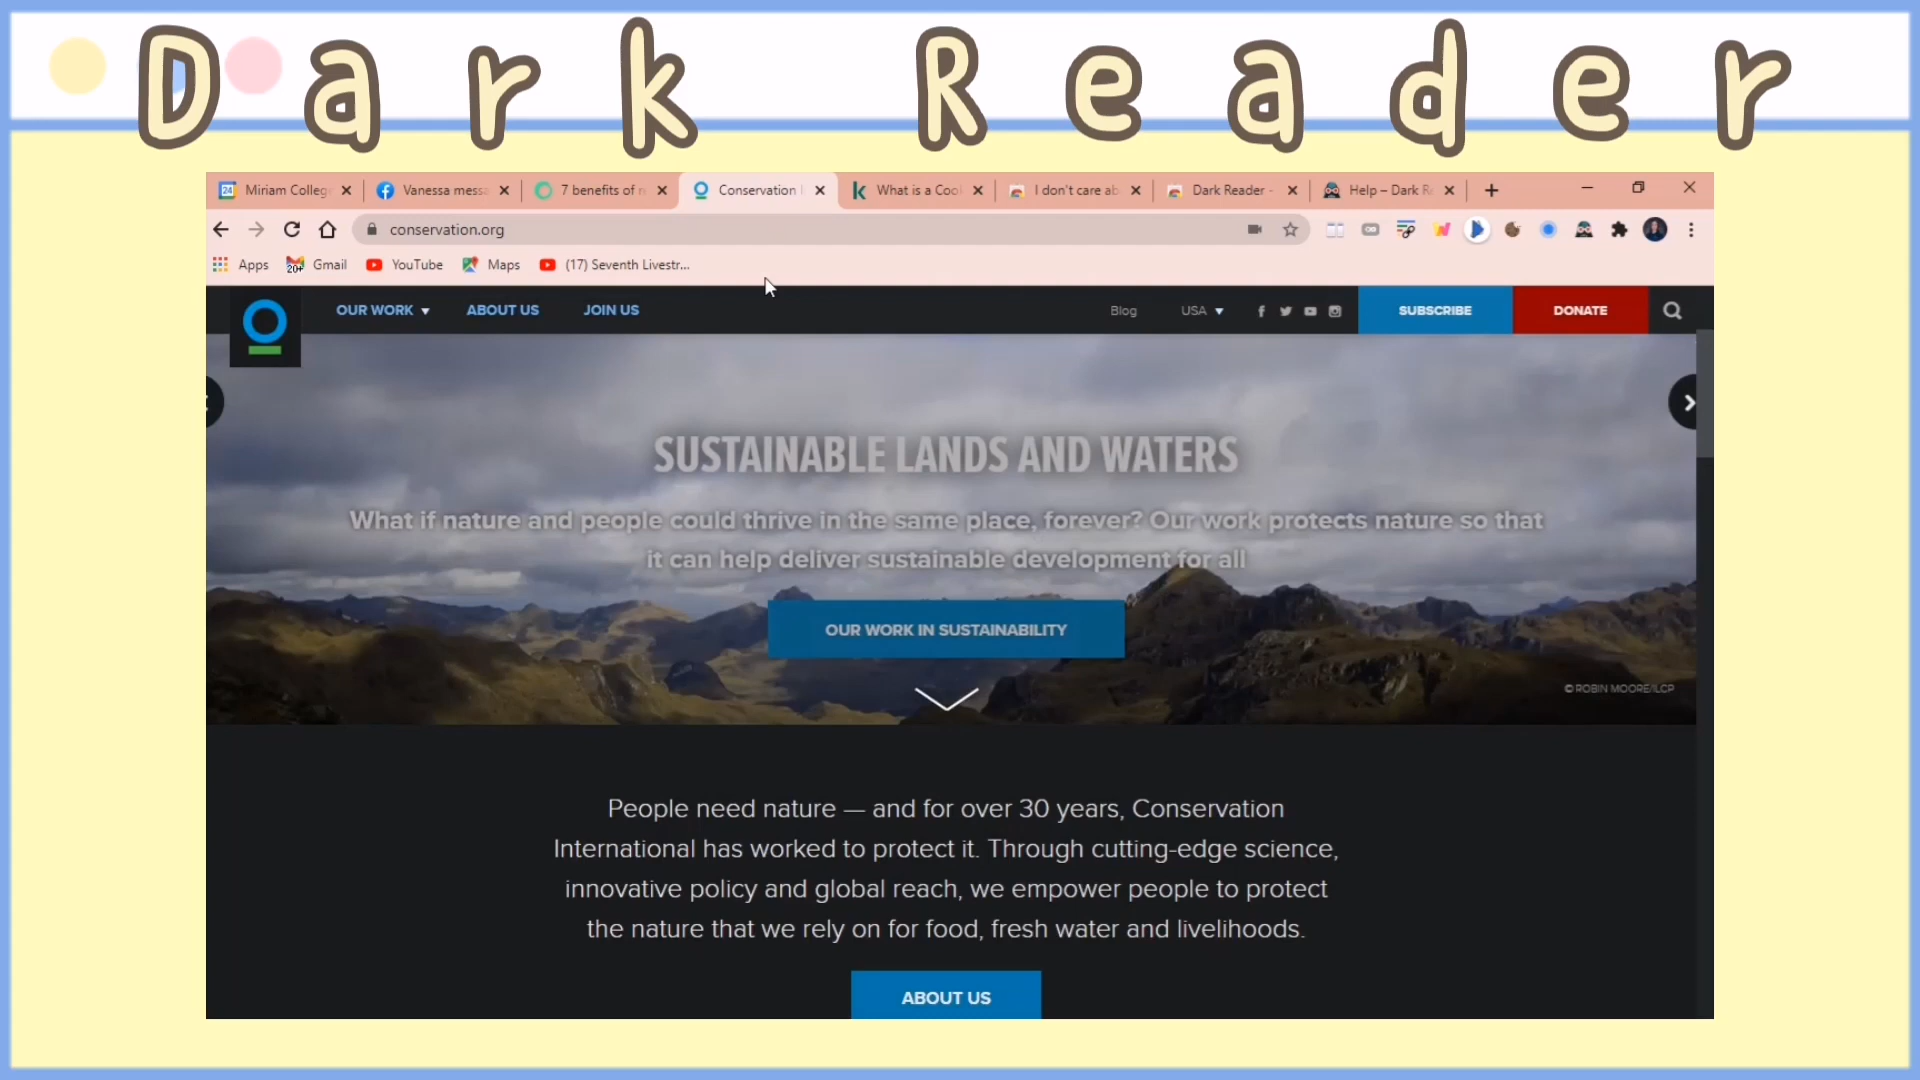 Dark Reader
Miriam Colleg
Vanessa messa
7 benefits of r
Conservation I
What is a Coo
I don't care ab
Dark Reader -
Help – Dark R
conservation.org
Apps
Gmail
YouTube
Maps
(17) Seventh Livestr...
OUR WORK
ABOUT US
JOIN US
Blog
USA
SUBSCRIBE
DONATE
SUSTAINABLE LANDS AND WATERS
What if nature and people could thrive in the same place, forever? Our work protects nature so that
it can help deliver sustainable development for all
OUR WORK IN SUSTAINABILITY
© ROBIN MOORE/ILCP
People need nature — and for over 30 years, Conservation
International has worked to protect it. Through cutting-edge science,
innovative policy and global reach, we empower people to protect
the nature that we rely on for food, fresh water and livelihoods.
ABOUT US